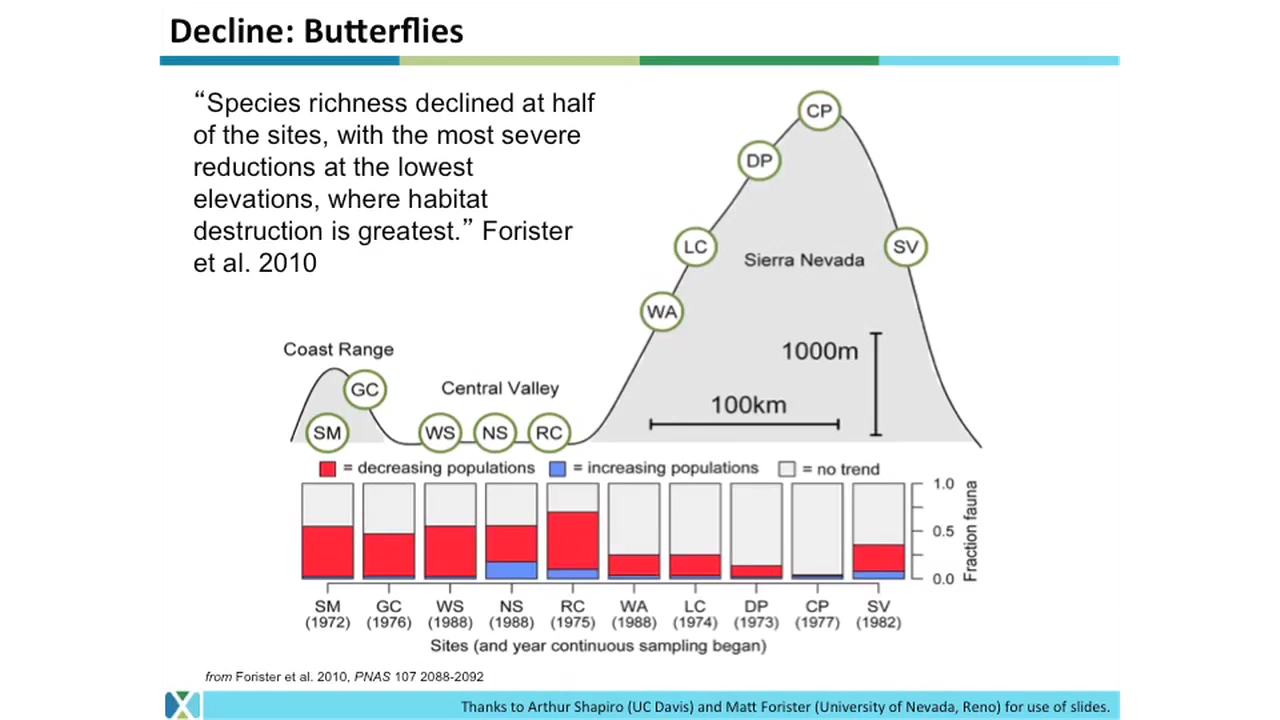 Decline: Butterflies
“Species richness declined at half
of the sites, with the most severe
reductions at the lowest
elevations, where habitat
destruction is greatest.” Forister
et al. 2010
CP
DP
LC
Sierra Nevada
SV
WA
Coast Range
1000m
GC
Central Valley
100km
SM
WS
NS
RC
= decreasing populations
= increasing populations
= no trend
1.0
0.5
0.0
Fraction fauna
SM GC WS NS RC WA LC DP CP SV
(1972) (1976) (1988) (1988) (1975) (1988) (1974) (1973) (1977) (1982)
Sites (and year continuous sampling began)
from Forister et al. 2010, PNAS 107 2088-2092
Thanks to Arthur Shapiro (UC Davis) and Matt Forister (University of Nevada, Reno) for use of slides.